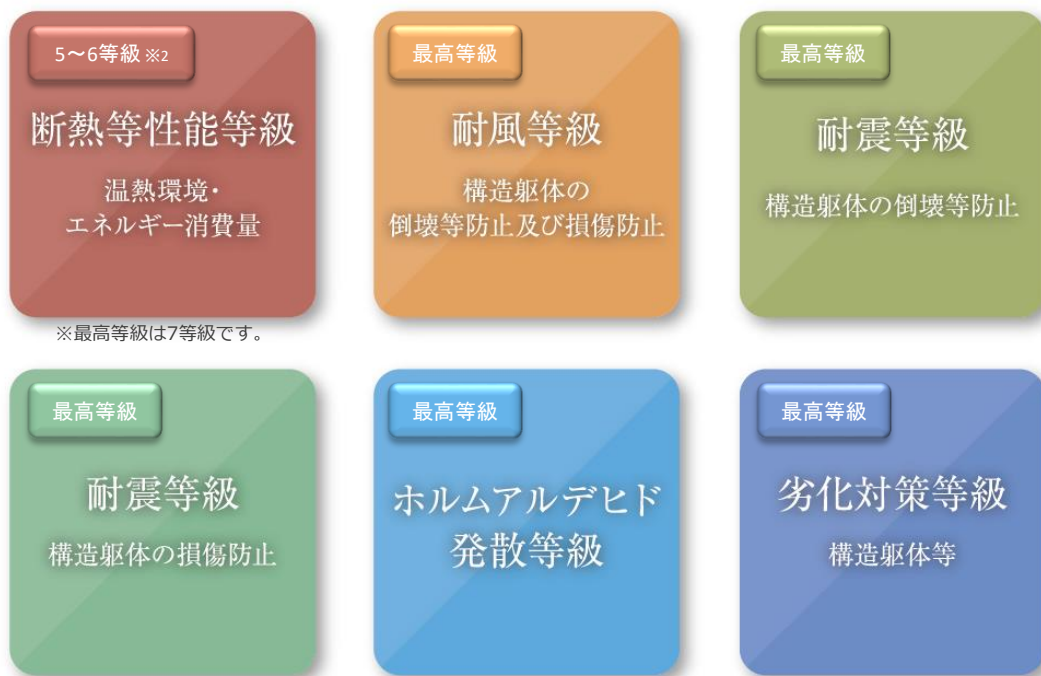 5～6等級 ※2
断熱等性能等級
温熱環境・
エネルギー消費量
※最高等級は7等級です。
最高等級
耐風等級
構造躯体の
倒壊等防止及び損傷防止
最高等級
耐震等級
構造躯体の倒壊等防止
最高等級
耐震等級
構造躯体の損傷防止
最高等級
ホルムアルデヒド
発散等級
最高等級
劣化対策等級
構造躯体等